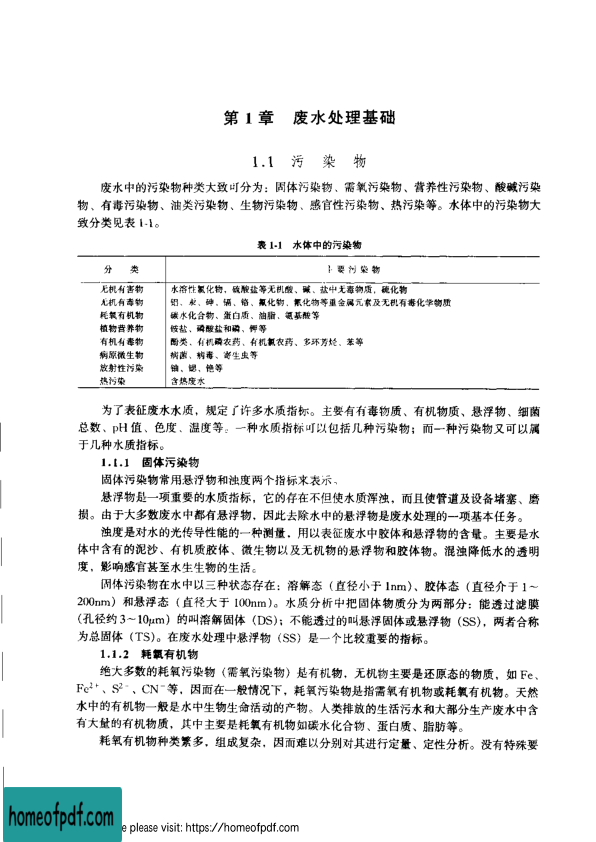 第 1 章 废水处理基础
1.1 污 染 物
废水中的污染物种类大致可分为：固体污染物、需氧污染物、营养性污染物、酸碱污染
物、有毒污染物、油类污染物、生物污染物、感官性污染物、热污染等。水体中的污染物大
致分类见表 1-1。
表 1-1 水体中的污染物
分 类 主 要 污 染 物
无机有害物 水溶性氯化物，硫酸盐等无机酸、碱、盐中无毒物质，硫化物
无机有毒物 铝、汞、砷、镉、铬、氟化物、氰化物等重金属元素及无机有毒化学物质
耗氧有机物 碳水化合物、蛋白质、油脂、氨基酸等
植物营养物 铵盐、磷酸盐和磷、钾等
有机有毒物 酚类、有机磷农药、有机氯农药、多环芳烃、苯等
病原微生物 病菌、病毒、寄生虫等
放射性污染 铀、锶、铯等
热污染 含热废水
为了表征废水水质，规定了许多水质指标。主要有有毒物质、有机物质、悬浮物、细菌
总数、pH 值、色度、温度等。一种水质指标可以包括几种污染物；而一种污染物又可以属
于几种水质指标。
1.1.1 固体污染物
固体污染物常用悬浮物和浊度两个指标来表示。
悬浮物是一项重要的水质指标，它的存在不但使水质浑浊，而且使管道及设备堵塞、磨
损。由于大多数废水中都有悬浮物，因此去除水中的悬浮物是废水处理的一项基本任务。
浊度是对水的光传导性能的一种测量，用以表征废水中胶体和悬浮物的含量。主要是水
体中含有的泥沙、有机质胶体、微生物以及无机物的悬浮物和胶体物。混浊降低水的透明
度，影响感官甚至水生生物的生活。
固体污染物在水中以三种状态存在：溶解态（直径小于 1nm）、胶体态（直径介于 1～
200nm）和悬浮态（直径大于 100nm）。水质分析中把固体物质分为两部分：能透过滤膜
（孔径约 3～10μm）的叫溶解固体（DS）；不能透过的叫悬浮固体或悬浮物（SS），两者合称
为总固体（TS）。在废水处理中悬浮物（SS）是一个比较重要的指标。
1.1.2 耗氧有机物
绝大多数的耗氧污染物（需氧污染物）是有机物，无机物主要是还原态的物质，如 Fe、
Fe²⁺、S²⁻、CN⁻等，因而在一般情况下，耗氧污染物是指需氧有机物或耗氧有机物。天然
水中的有机物一般是水中生物生命活动的产物。人类排放的生活污水和大部分生产废水中含
有大量的有机物质，其中主要是耗氧有机物如碳水化合物、蛋白质、脂肪等。
耗氧有机物种类繁多，组成复杂，因而难以分别对其进行定量、定性分析。没有特殊要
homeofpdf.com
e please visit: https://homeofpdf.com